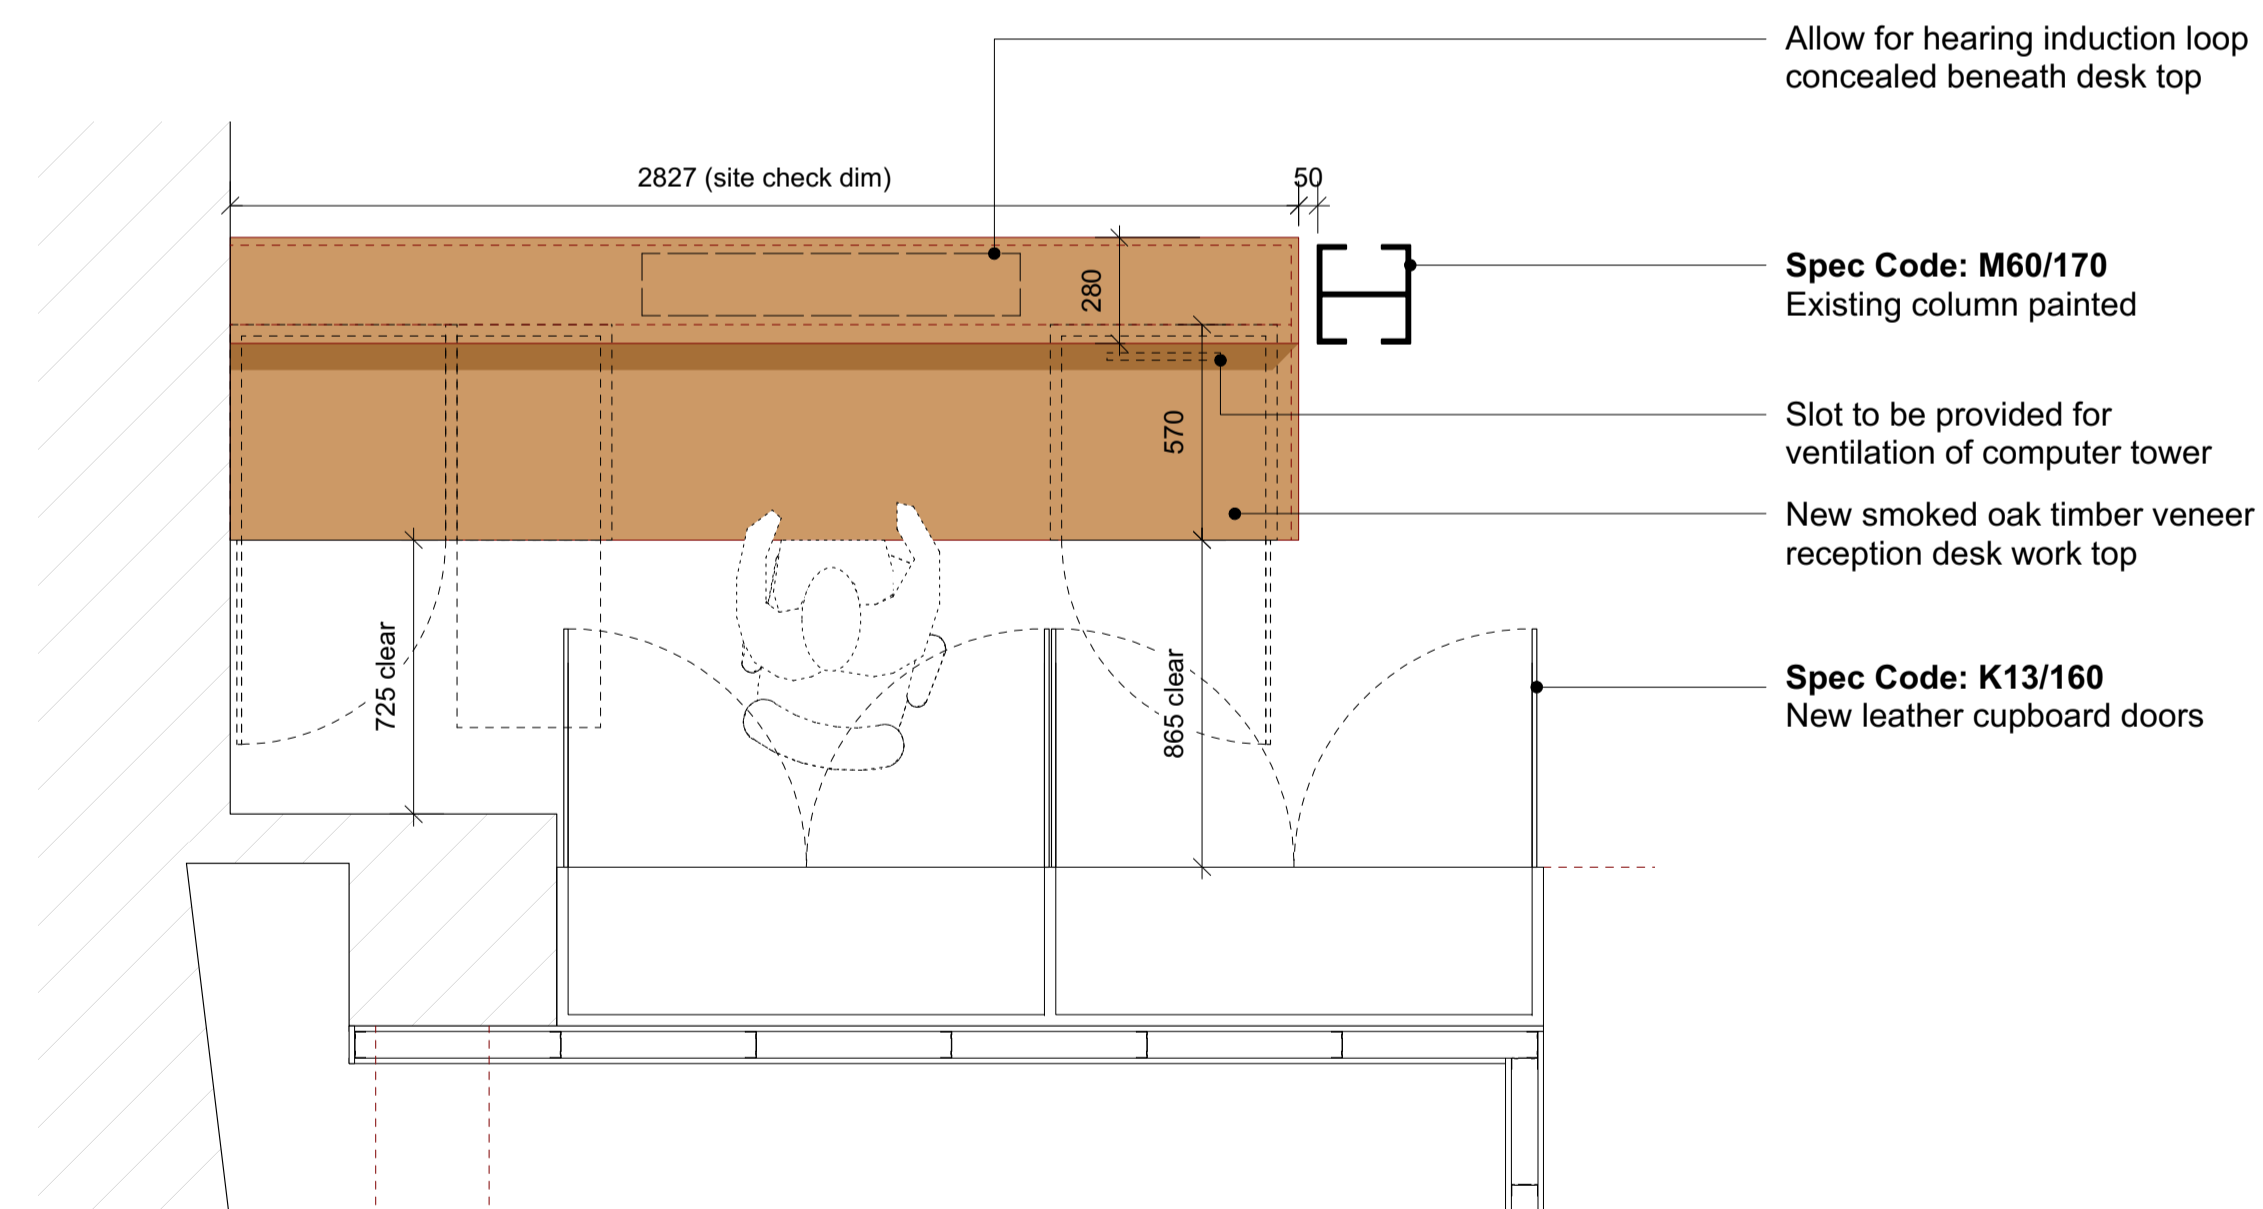 Allow for hearing induction loop
concealed beneath desk top
2827 (site check dim)
50
280
Spec Code: M60/170
Existing column painted
570
Slot to be provided for
ventilation of computer tower
New smoked oak timber veneer
reception desk work top
725 clear
865 clear
Spec Code: K13/160
New leather cupboard doors